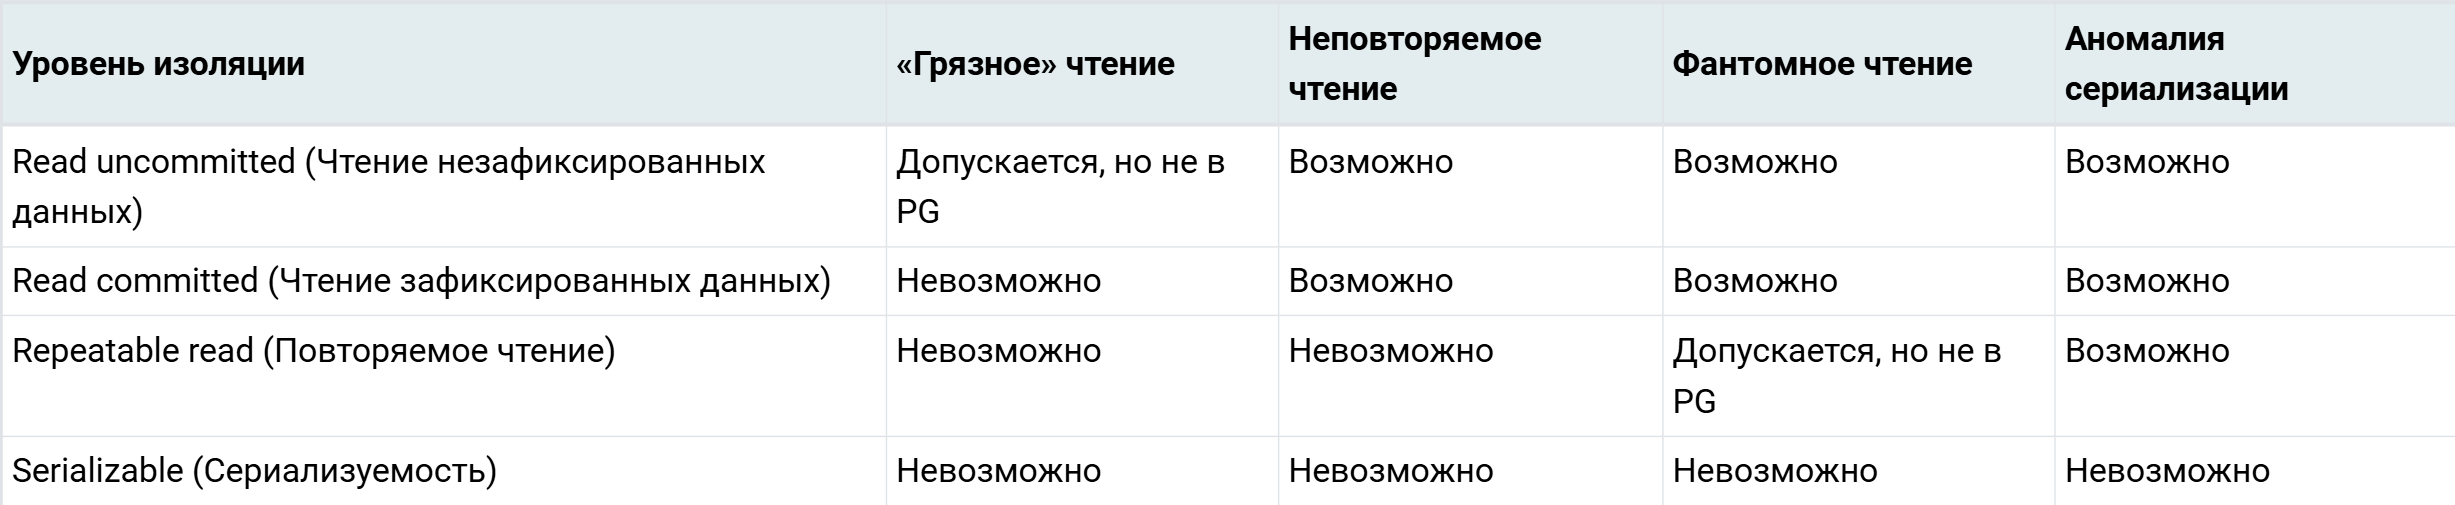 Уровень изоляции
«Грязное» чтение
Неповторяемое
чтение
Фантомное чтение
Аномалия
сериализации
Read uncommitted (Чтение незафиксированных
данных)
Допускается, но не в
PG
Возможно
Возможно
Возможно
Read committed (Чтение зафиксированных данных)
Невозможно
Возможно
Возможно
Возможно
Repeatable read (Повторяемое чтение)
Невозможно
Невозможно
Допускается, но не в
PG
Возможно
Serializable (Сериализуемость)
Невозможно
Невозможно
Невозможно
Невозможно